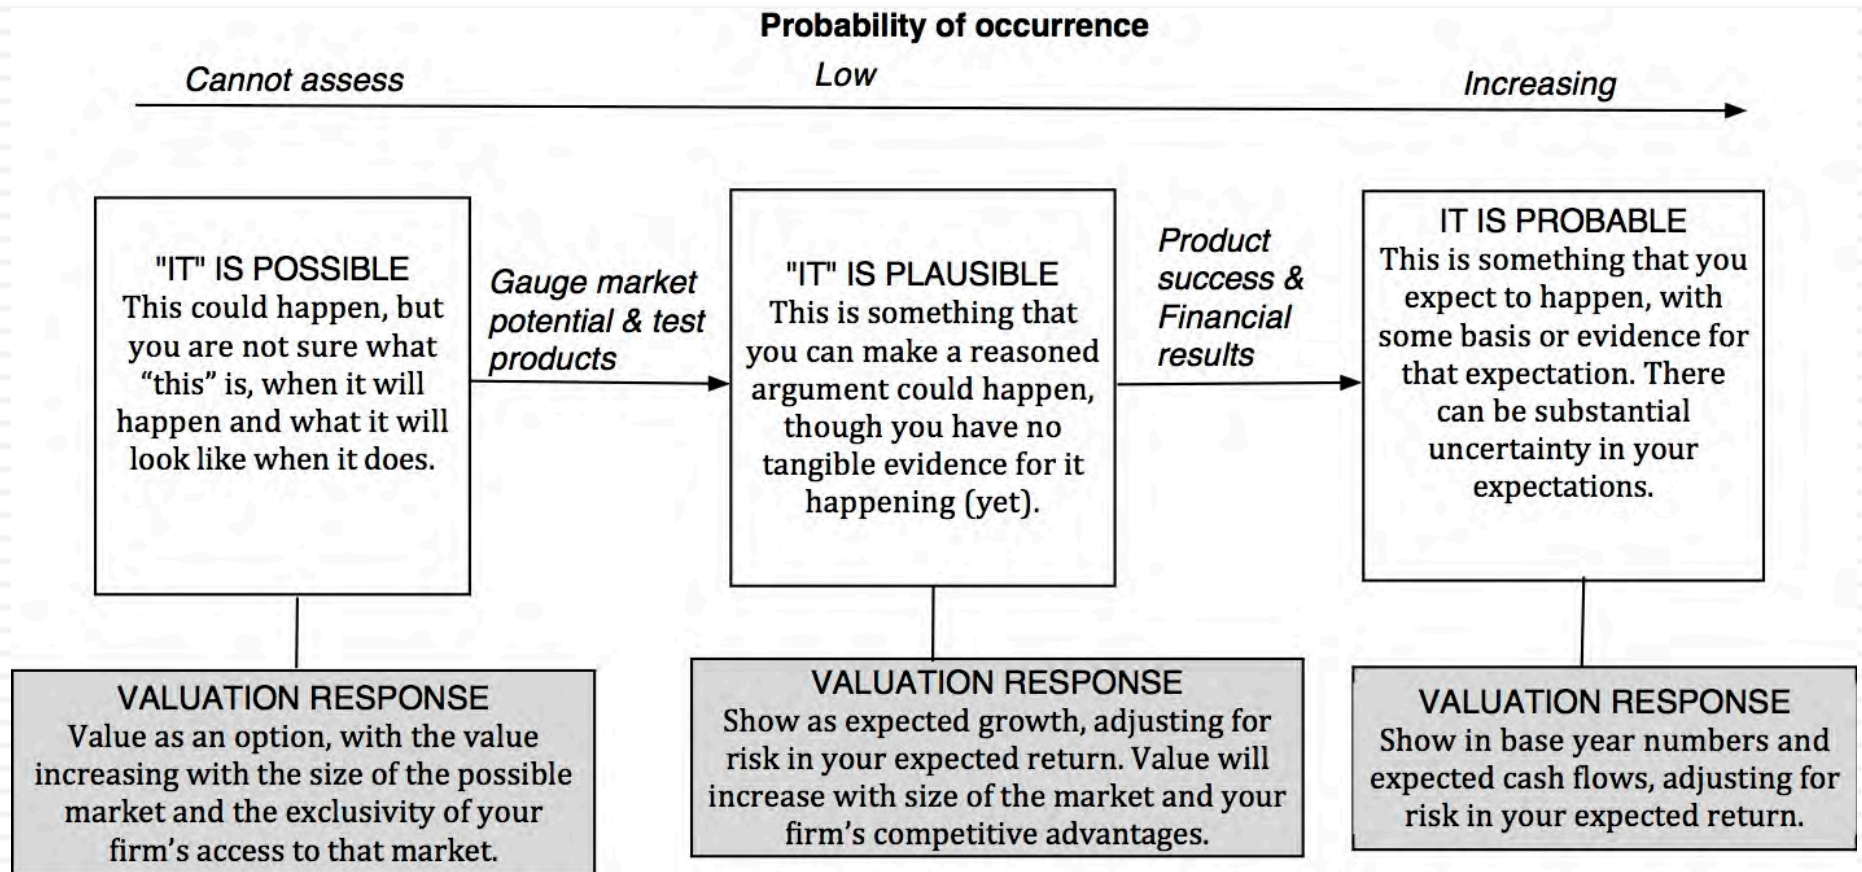 Probability of occurrence
Cannot assess
Low
Increasing
"IT" IS POSSIBLE
This could happen, but
you are not sure what
“this” is, when it will
happen and what it will
look like when it does.
Gauge market
potential & test
products
"IT" IS PLAUSIBLE
This is something that
you can make a reasoned
argument could happen,
though you have no
tangible evidence for it
happening (yet).
Product
success &
Financial
results
IT IS PROBABLE
This is something that you
expect to happen, with
some basis or evidence for
that expectation. There
can be substantial
uncertainty in your
expectations.
VALUATION RESPONSE
Value as an option, with the value
increasing with the size of the possible
market and the exclusivity of your
firm’s access to that market.
VALUATION RESPONSE
Show as expected growth, adjusting for
risk in your expected return. Value will
increase with size of the market and your
firm’s competitive advantages.
VALUATION RESPONSE
Show in base year numbers and
expected cash flows, adjusting for
risk in your expected return.